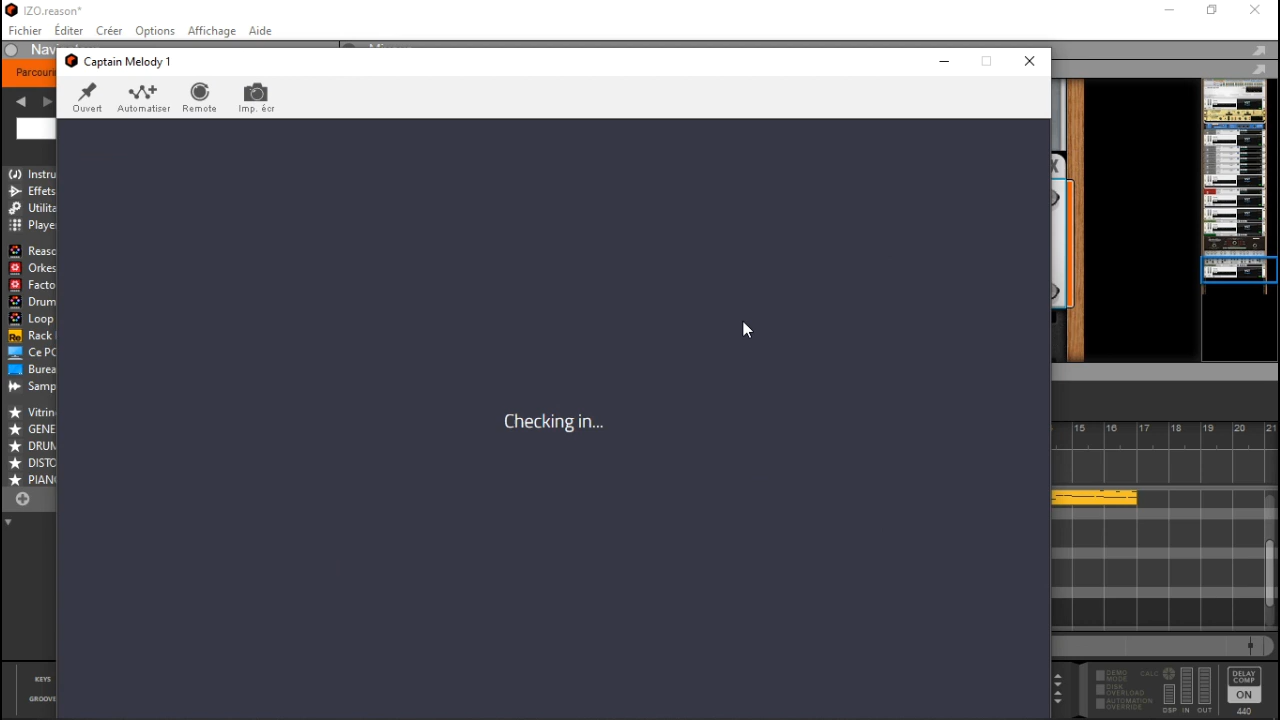 IZO.reason*
Fichier Éditer Créer Options Affichage Aide
Captain Melody 1
Parcouri
Ouvert Automatiser Remote Imp. écr
Instru
Effets
Utilita
Playe
Reaso
Orkes
Facto
Drum
Loop
Rack
Ce PC
Burea
Samp
Vitrin
GENE
DRUM
DISTO
PIAN
Checking in...
15 16 17 18 19 20 21
KEYS
GROOVE
DEMO MODE
DISK OVERLOAD
AUTOMATION OVERRIDE
CALC
DSP IN OUT
DELAY COMP
ON
440